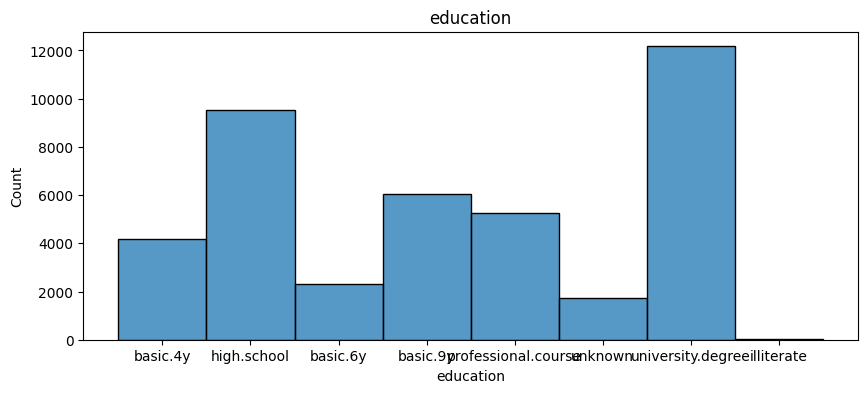 education
12000
10000
8000
6000
4000
2000
0
Count
basic.4y high.school basic.6y basic.9y professional.course unknown university.degree illiterate
education